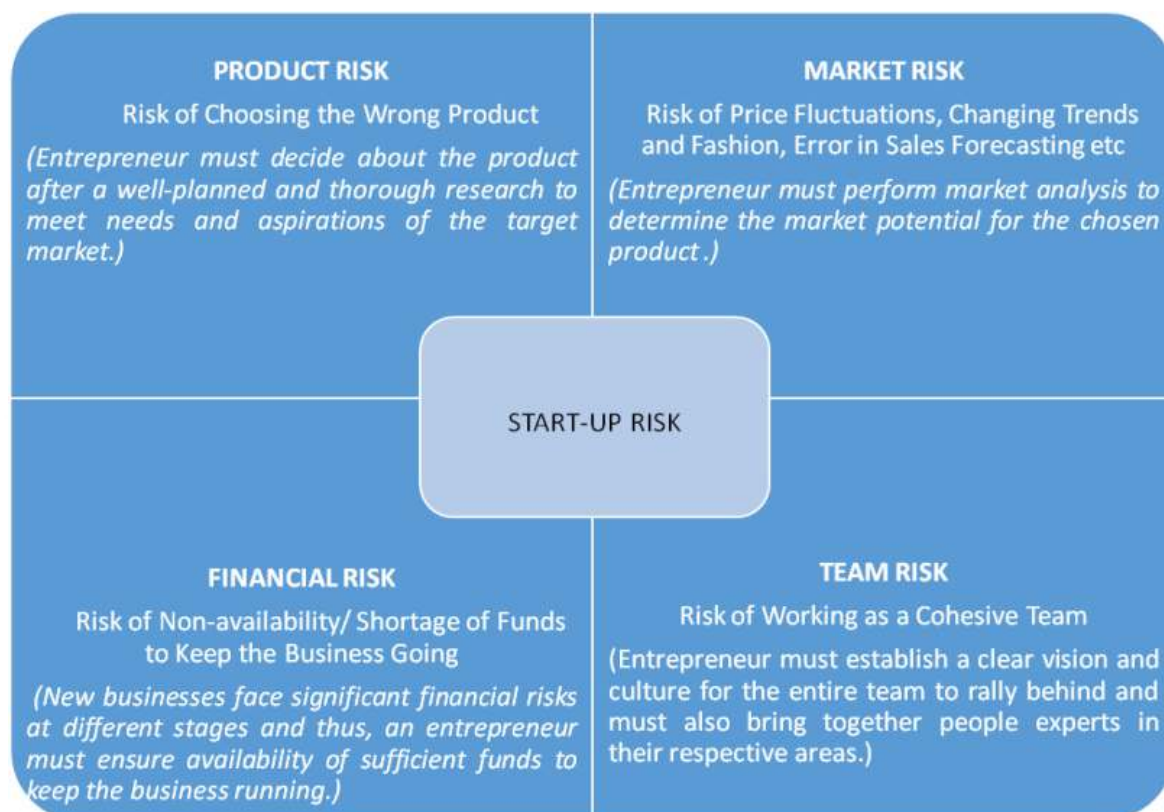 PRODUCT RISK
Risk of Choosing the Wrong Product
(Entrepreneur must decide about the product
after a well-planned and thorough research to
meet needs and aspirations of the target
market.)
MARKET RISK
Risk of Price Fluctuations, Changing Trends
and Fashion, Error in Sales Forecasting etc
(Entrepreneur must perform market analysis to
determine the market potential for the chosen
product .)
START-UP RISK
FINANCIAL RISK
Risk of Non-availability/ Shortage of Funds
to Keep the Business Going
(New businesses face significant financial risks
at different stages and thus, an entrepreneur
must ensure availability of sufficient funds to
keep the business running.)
TEAM RISK
Risk of Working as a Cohesive Team
(Entrepreneur must establish a clear vision and
culture for the entire team to rally behind and
must also bring together people experts in
their respective areas.)